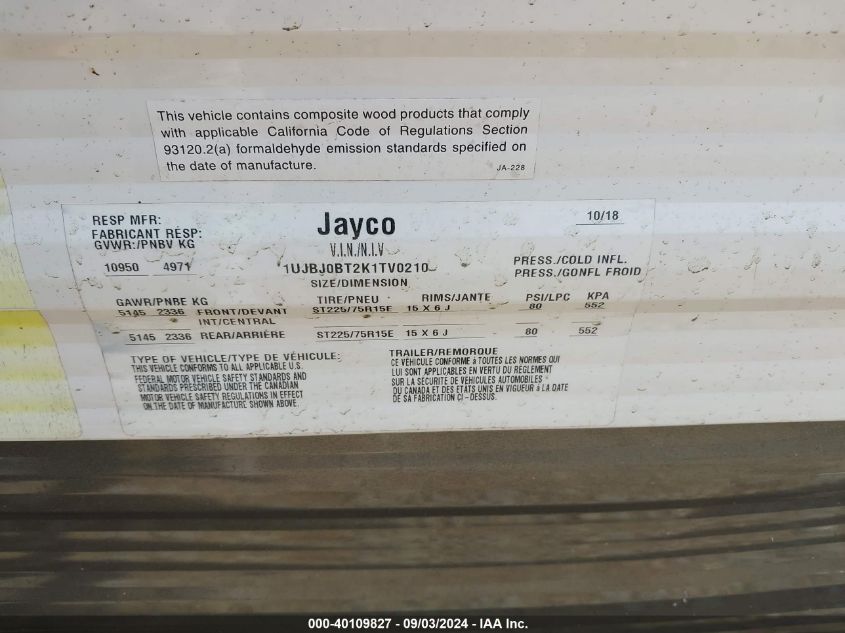 This vehicle contains composite wood products that comply
with applicable California Code of Regulations Section
93120.2(a) formaldehyde emission standards specified on
the date of manufacture. JA-228
RESP MFR: Jayco 10/18
FABRICANT RESP:
GVWR:/PNBV KG V.I.N./N.I.V
10950 4971 1UJBJ0BT2K1TV0210 PRESS./COLD INFL.
SIZE/DIMENSION PRESS./GONFL FROID
GAWR/PNBE KG TIRE/PNEU RIMS/JANTE PSI/LPC KPA
5145 2336 FRONT/DEVANT ST225/75R15E 15 X 6 J 80 552
INT/CENTRAL
5145 2336 REAR/ARRIÈRE ST225/75R15E 15 X 6 J 80 552
TYPE OF VEHICLE/TYPE DE VÉHICULE: TRAILER/REMORQUE
THIS VEHICLE CONFORMS TO ALL APPLICABLE U.S.
FEDERAL MOTOR VEHICLE SAFETY STANDARDS AND
STANDARDS PRESCRIBED UNDER THE CANADIAN
MOTOR VEHICLE SAFETY REGULATIONS IN EFFECT
ON THE DATE OF MANUFACTURE SHOWN ABOVE.
CE VÉHICULE CONFORME à TOUTES LES NORMES QUI
LUI SONT APPLICABLES EN VERTU DU RÈGLEMENT
SUR LA SÉCURITÉ DE VEHICULES AUTOMOBILES
DU CANADA ET DES ÉTATS UNIS EN VIGUEUR à LA DATE
DE SA FABRICATION CI-DESSUS.
000-40109827 - 09/03/2024 - IAA Inc.